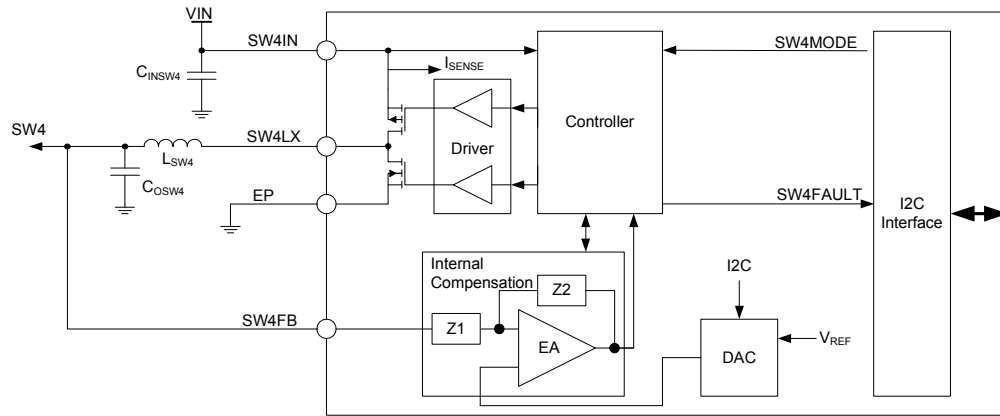 VIN
SW4IN
SW4MODE
CINSW4
ISENSE
Controller
SW4
SW4LX
Driver
LSW4
COSW4
EP
SW4FAULT
I2C
Interface
Internal
Compensation
I2C
Z2
SW4FB
Z1
EA
DAC
VREF